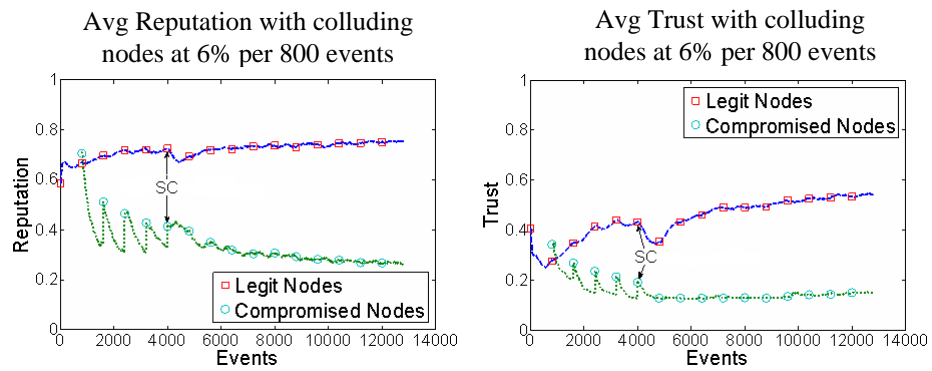 Avg Reputation with colluding
nodes at 6% per 800 events
1
0.8
0.6
0.4
0.2
0
Reputation
SC
Legit Nodes
Compromised Nodes
0 2000 4000 6000 8000 10000 12000 14000
Events
Avg Trust with colluding
nodes at 6% per 800 events
1
0.8
0.6
0.4
0.2
0
Trust
Legit Nodes
Compromised Nodes
SC
0 2000 4000 6000 8000 10000 12000 14000
Events